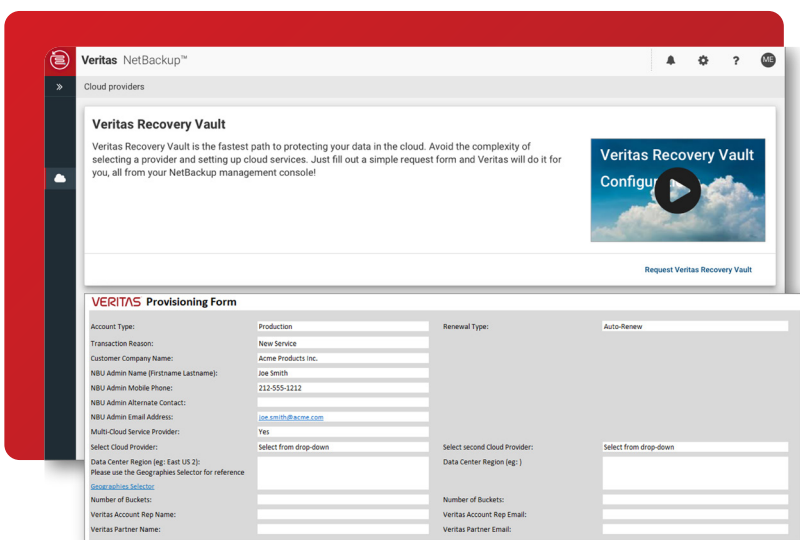 Veritas NetBackup™
?
ME
Cloud providers
Veritas Recovery Vault
Veritas Recovery Vault is the fastest path to protecting your data in the cloud. Avoid the complexity of
selecting a provider and setting up cloud services. Just fill out a simple request form and Veritas will do it for
you, all from your NetBackup management console!
Veritas Recovery Vault
Configur
Request Veritas Recovery Vault
VERITAS Provisioning Form
Account Type: Production Renewal Type: Auto-Renew
Transaction Reason: New Service
Customer Company Name: Acme Products Inc.
NBU Admin Name (Firstname Lastname): Joe Smith
NBU Admin Mobile Phone: 212-555-1212
NBU Admin Alternate Contact:
NBU Admin Email Address: joe.smith@acme.com
Multi-Cloud Service Provider: Yes
Select Cloud Provider: Select from drop-down Select second Cloud Provider: Select from drop-down
Data Center Region (eg: East US 2): Data Center Region (eg: )
Please use the Geographies Selector for reference
Geographies Selector
Number of Buckets: Number of Buckets:
Veritas Account Rep Name: Veritas Account Rep Email:
Veritas Partner Name: Veritas Partner Email: